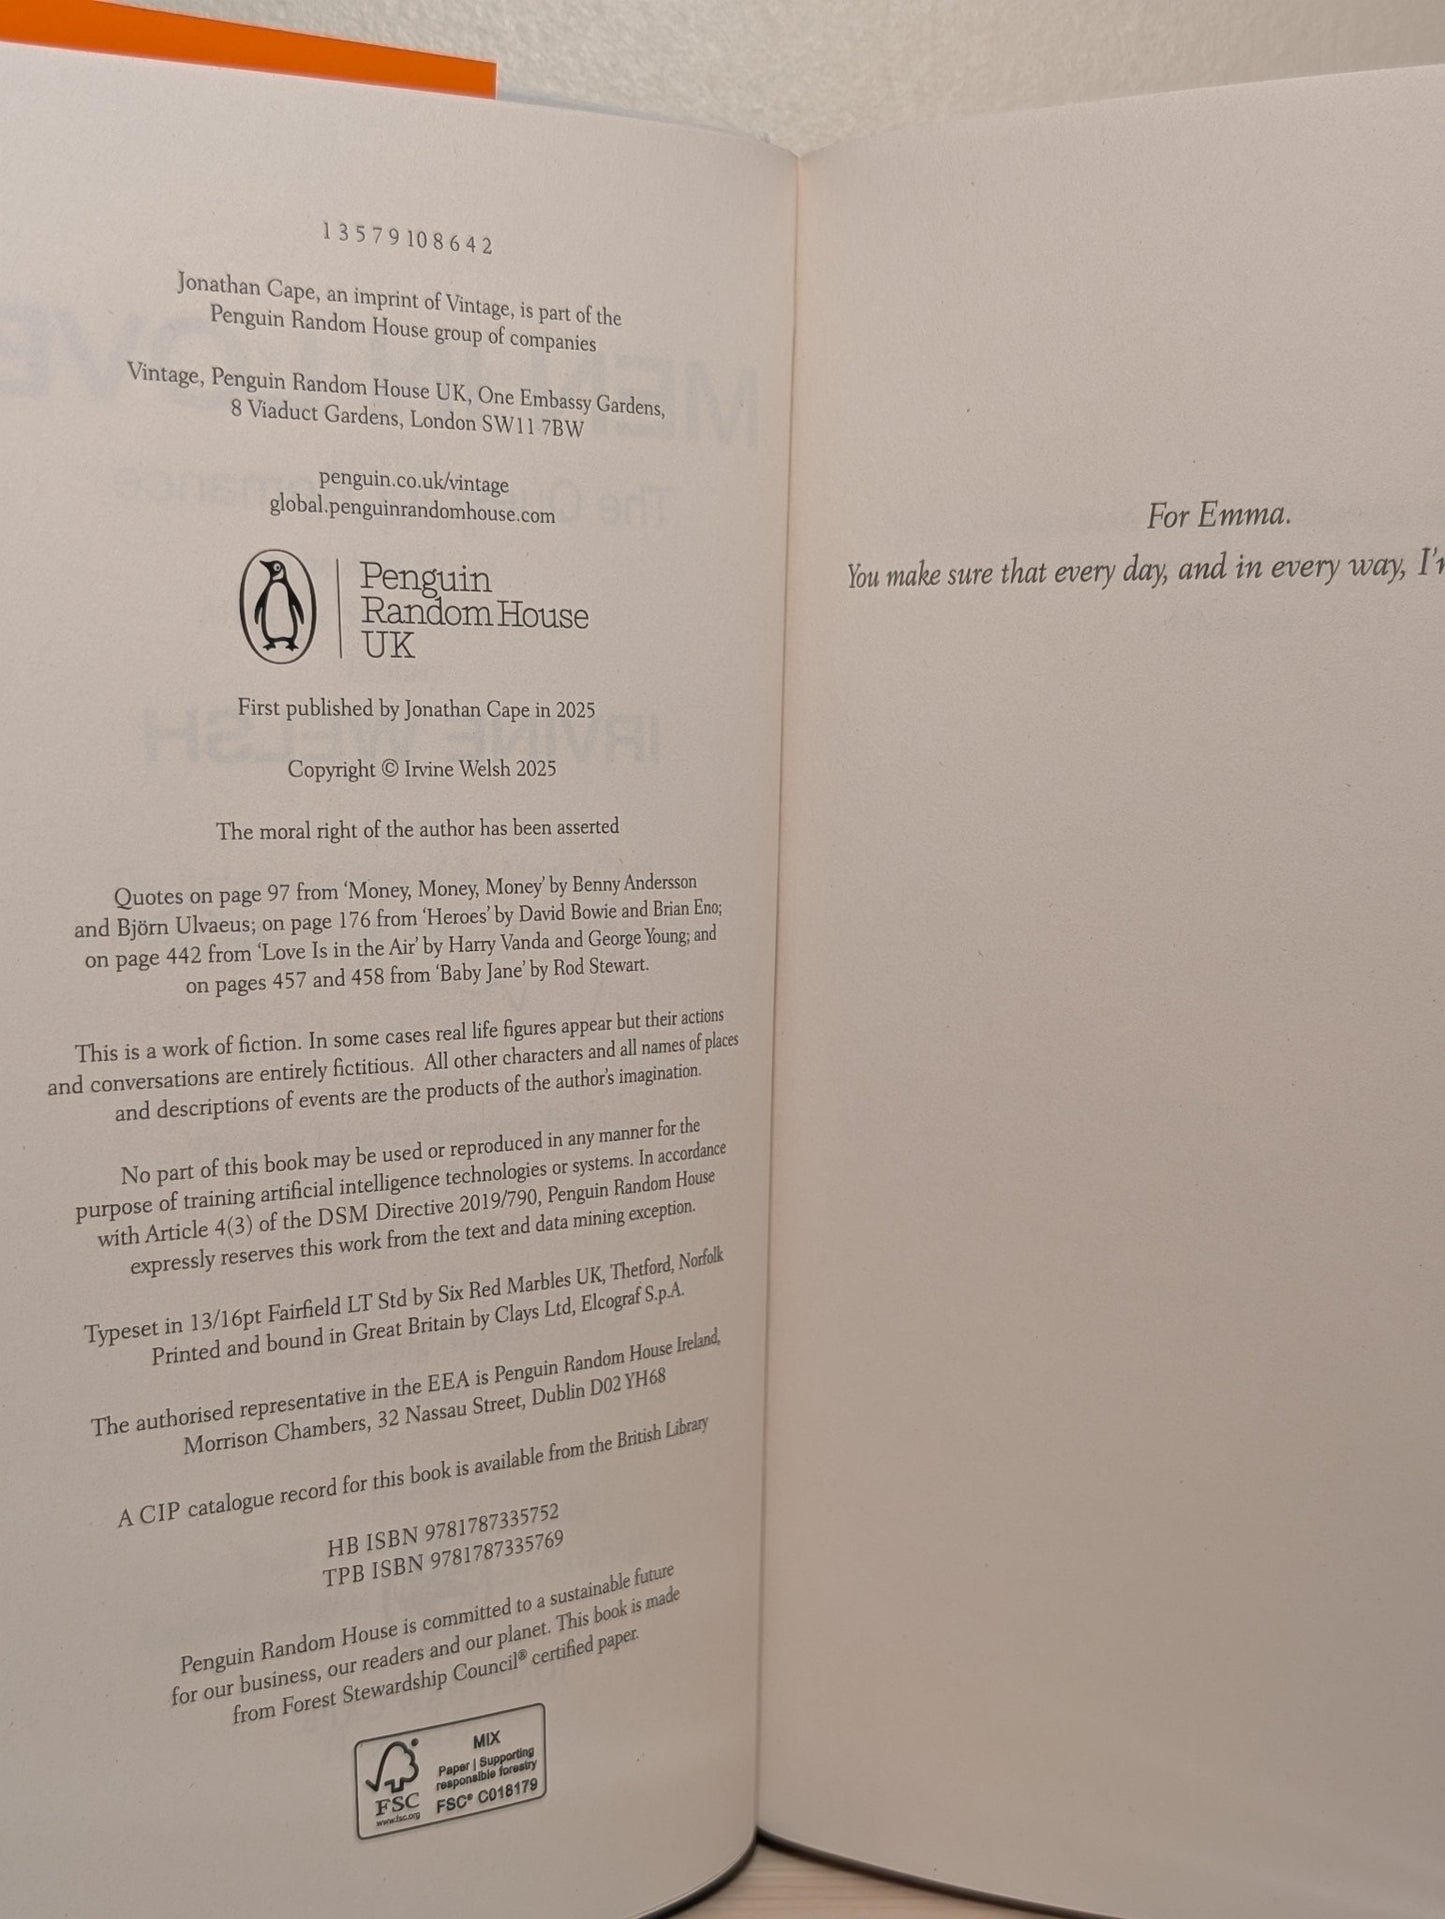 1 3 5 7 9 10 8 6 4 2
Jonathan Cape, an imprint of Vintage, is part of the
Penguin Random House group of companies
Vintage, Penguin Random House UK, One Embassy Gardens,
8 Viaduct Gardens, London SW11 7BW
penguin.co.uk/vintage
global.penguinrandomhouse.com
Penguin
Random House
UK
First published by Jonathan Cape in 2025
Copyright © Irvine Welsh 2025
The moral right of the author has been asserted
Quotes on page 97 from ‘Money, Money, Money’ by Benny Andersson
and Björn Ulvaeus; on page 176 from ‘Heroes’ by David Bowie and Brian Eno;
on page 442 from ‘Love Is in the Air’ by Harry Vanda and George Young; and
on pages 457 and 458 from ‘Baby Jane’ by Rod Stewart.
This is a work of fiction. In some cases real life figures appear but their actions
and conversations are entirely fictitious. All other characters and all names of places
and descriptions of events are the products of the author’s imagination.
No part of this book may be used or reproduced in any manner for the
purpose of training artificial intelligence technologies or systems. In accordance
with Article 4(3) of the DSM Directive 2019/790, Penguin Random House
expressly reserves this work from the text and data mining exception.
Typeset in 13/16pt Fairfield LT Std by Six Red Marbles UK, Thetford, Norfolk
Printed and bound in Great Britain by Clays Ltd, Elcograf S.p.A.
The authorised representative in the EEA is Penguin Random House Ireland,
Morrison Chambers, 32 Nassau Street, Dublin D02 YH68
A CIP catalogue record for this book is available from the British Library
HB ISBN 9781787335752
TPB ISBN 9781787335769
Penguin Random House is committed to a sustainable future
for our business, our readers and our planet. This book is made
from Forest Stewardship Council® certified paper.
MIX
Paper | Supporting
responsible forestry
FSC® C018179
FSC
www.fsc.org
For Emma.
You make sure that every day, and in every way,